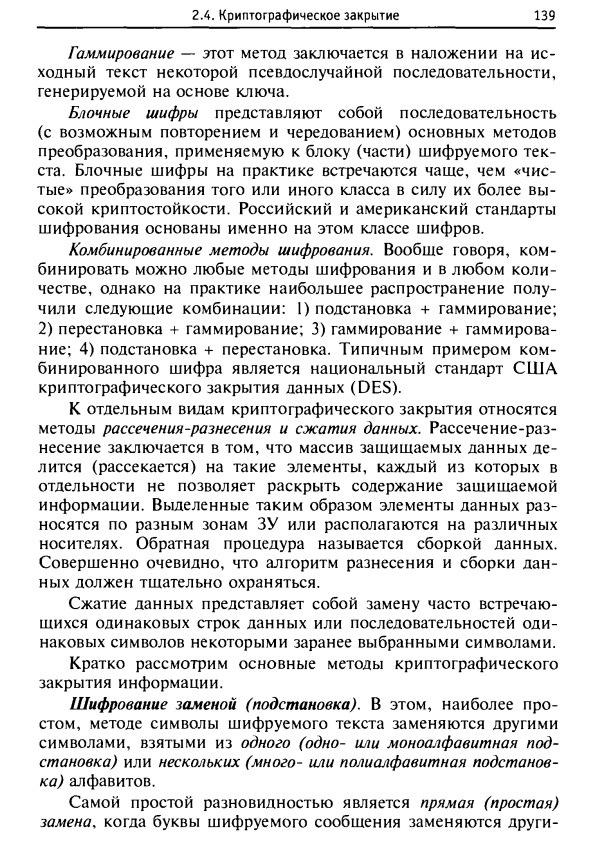 2.4. Криптографическое закрытие 139
Гаммирование — этот метод заключается в наложении на ис-
ходный текст некоторой псевдослучайной последовательности,
генерируемой на основе ключа.
Блочные шифры представляют собой последовательность
(с возможным повторением и чередованием) основных методов
преобразования, применяемую к блоку (части) шифруемого тек-
ста. Блочные шифры на практике встречаются чаще, чем «чис-
тые» преобразования того или иного класса в силу их более вы-
сокой криптостойкости. Российский и американский стандарты
шифрования основаны именно на этом классе шифров.
Комбинированные методы шифрования. Вообще говоря, ком-
бинировать можно любые методы шифрования и в любом коли-
честве, однако на практике наибольшее распространение полу-
чили следующие комбинации: 1) подстановка + гаммирование;
2) перестановка + гаммирование; 3) гаммирование + гаммирова-
ние; 4) подстановка + перестановка. Типичным примером ком-
бинированного шифра является национальный стандарт США
криптографического закрытия данных (DES).
К отдельным видам криптографического закрытия относятся
методы рассечения-разнесения и сжатия данных. Рассечение-раз-
несение заключается в том, что массив защищаемых данных де-
лится (рассекается) на такие элементы, каждый из которых в
отдельности не позволяет раскрыть содержание защищаемой
информации. Выделенные таким образом элементы данных раз-
носятся по разным зонам ЗУ или располагаются на различных
носителях. Обратная процедура называется сборкой данных.
Совершенно очевидно, что алгоритм разнесения и сборки дан-
ных должен тщательно охраняться.
Сжатие данных представляет собой замену часто встречаю-
щихся одинаковых строк данных или последовательностей оди-
наковых символов некоторыми заранее выбранными символами.
Кратко рассмотрим основные методы криптографического
закрытия информации.
Шифрование заменой (подстановка). В этом, наиболее про-
стом, методе символы шифруемого текста заменяются другими
символами, взятыми из одного (одно- или моноалфавитная под-
становка) или нескольких (много- или полиалфавитная подстанов-
ка) алфавитов.
Самой простой разновидностью является прямая (простая)
замена, когда буквы шифруемого сообщения заменяются други-